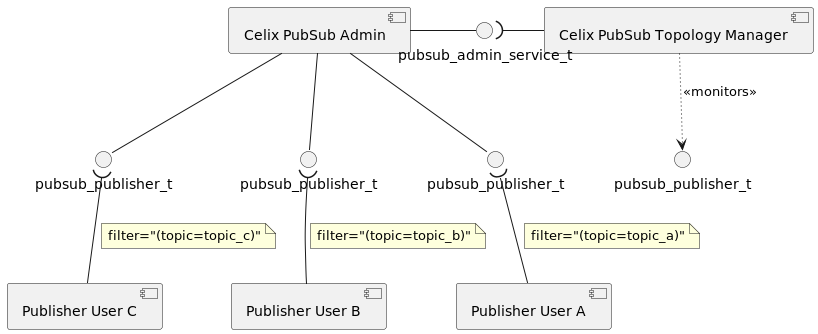 Celix PubSub Admin
Celix PubSub Topology Manager
pubsub_admin_service_t
«monitors»
pubsub_publisher_t
pubsub_publisher_t
pubsub_publisher_t
pubsub_publisher_t
filter="(topic=topic_c)"
filter="(topic=topic_b)"
filter="(topic=topic_a)"
Publisher User C
Publisher User B
Publisher User A